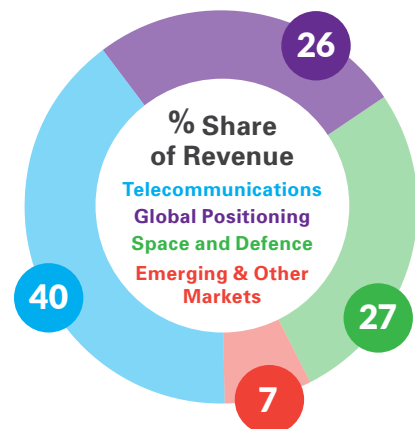 26
% Share
of Revenue
Telecommunications
Global Positioning
Space and Defence
Emerging & Other
Markets
40
27
7